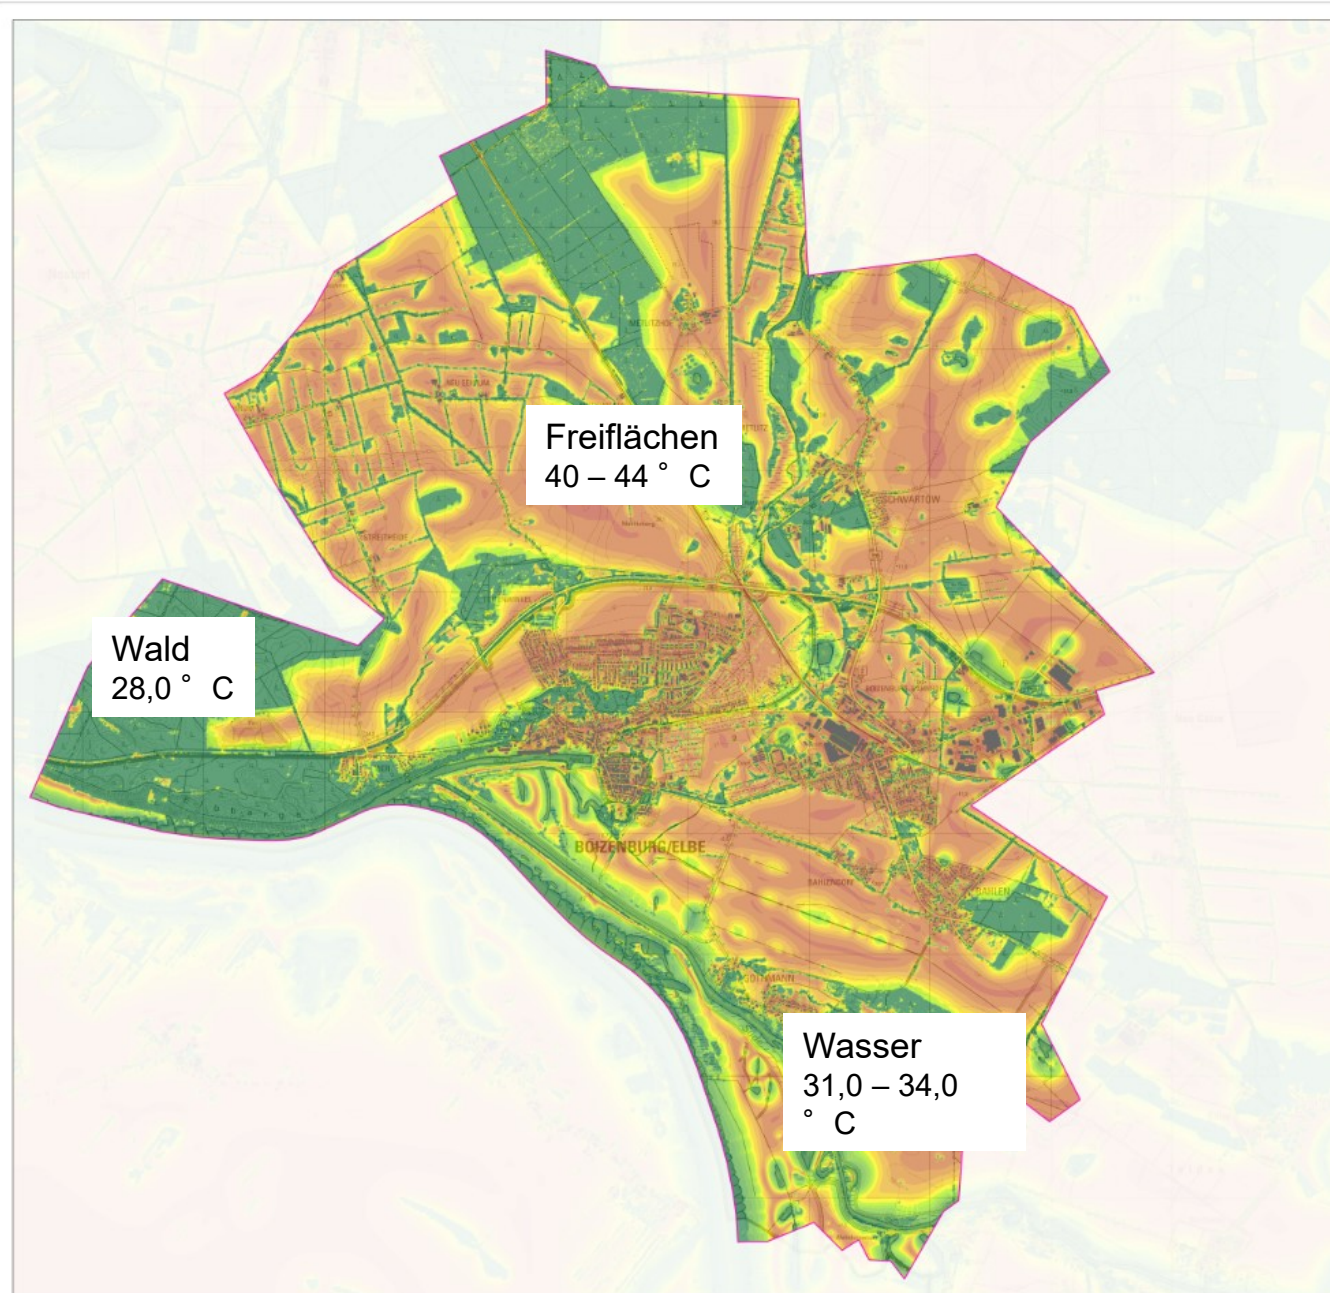 Freiflächen
40 – 44 ° C
SCHWARTOW
Wald
28,0 ° C
BOIZENBURG/ELBE
BAHLEN
Wasser
31,0 – 34,0
° C